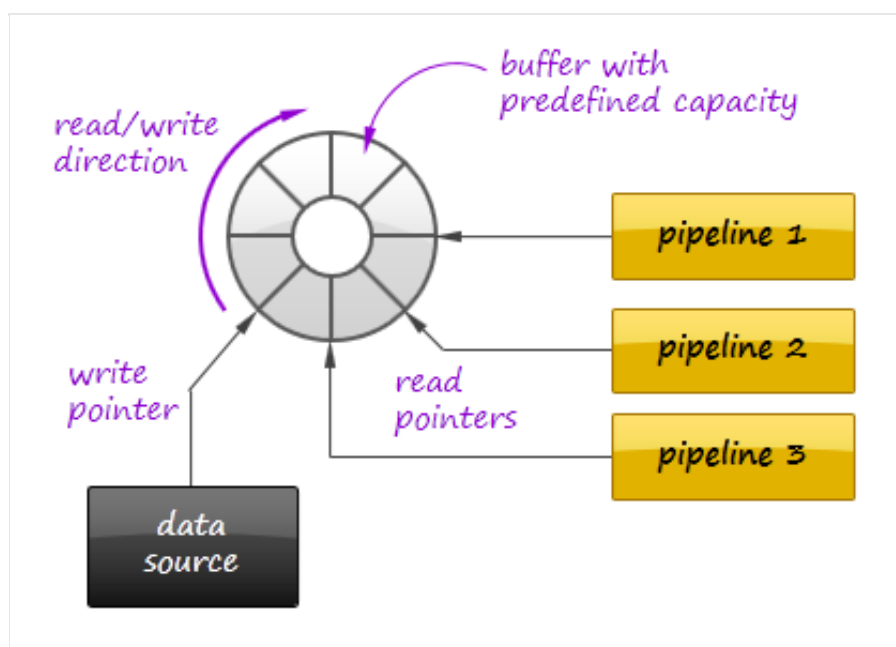 buffer with
predefined capacity
read/write
direction
pipeline 1
pipeline 2
write
pointer
read
pointers
pipeline 3
data
source